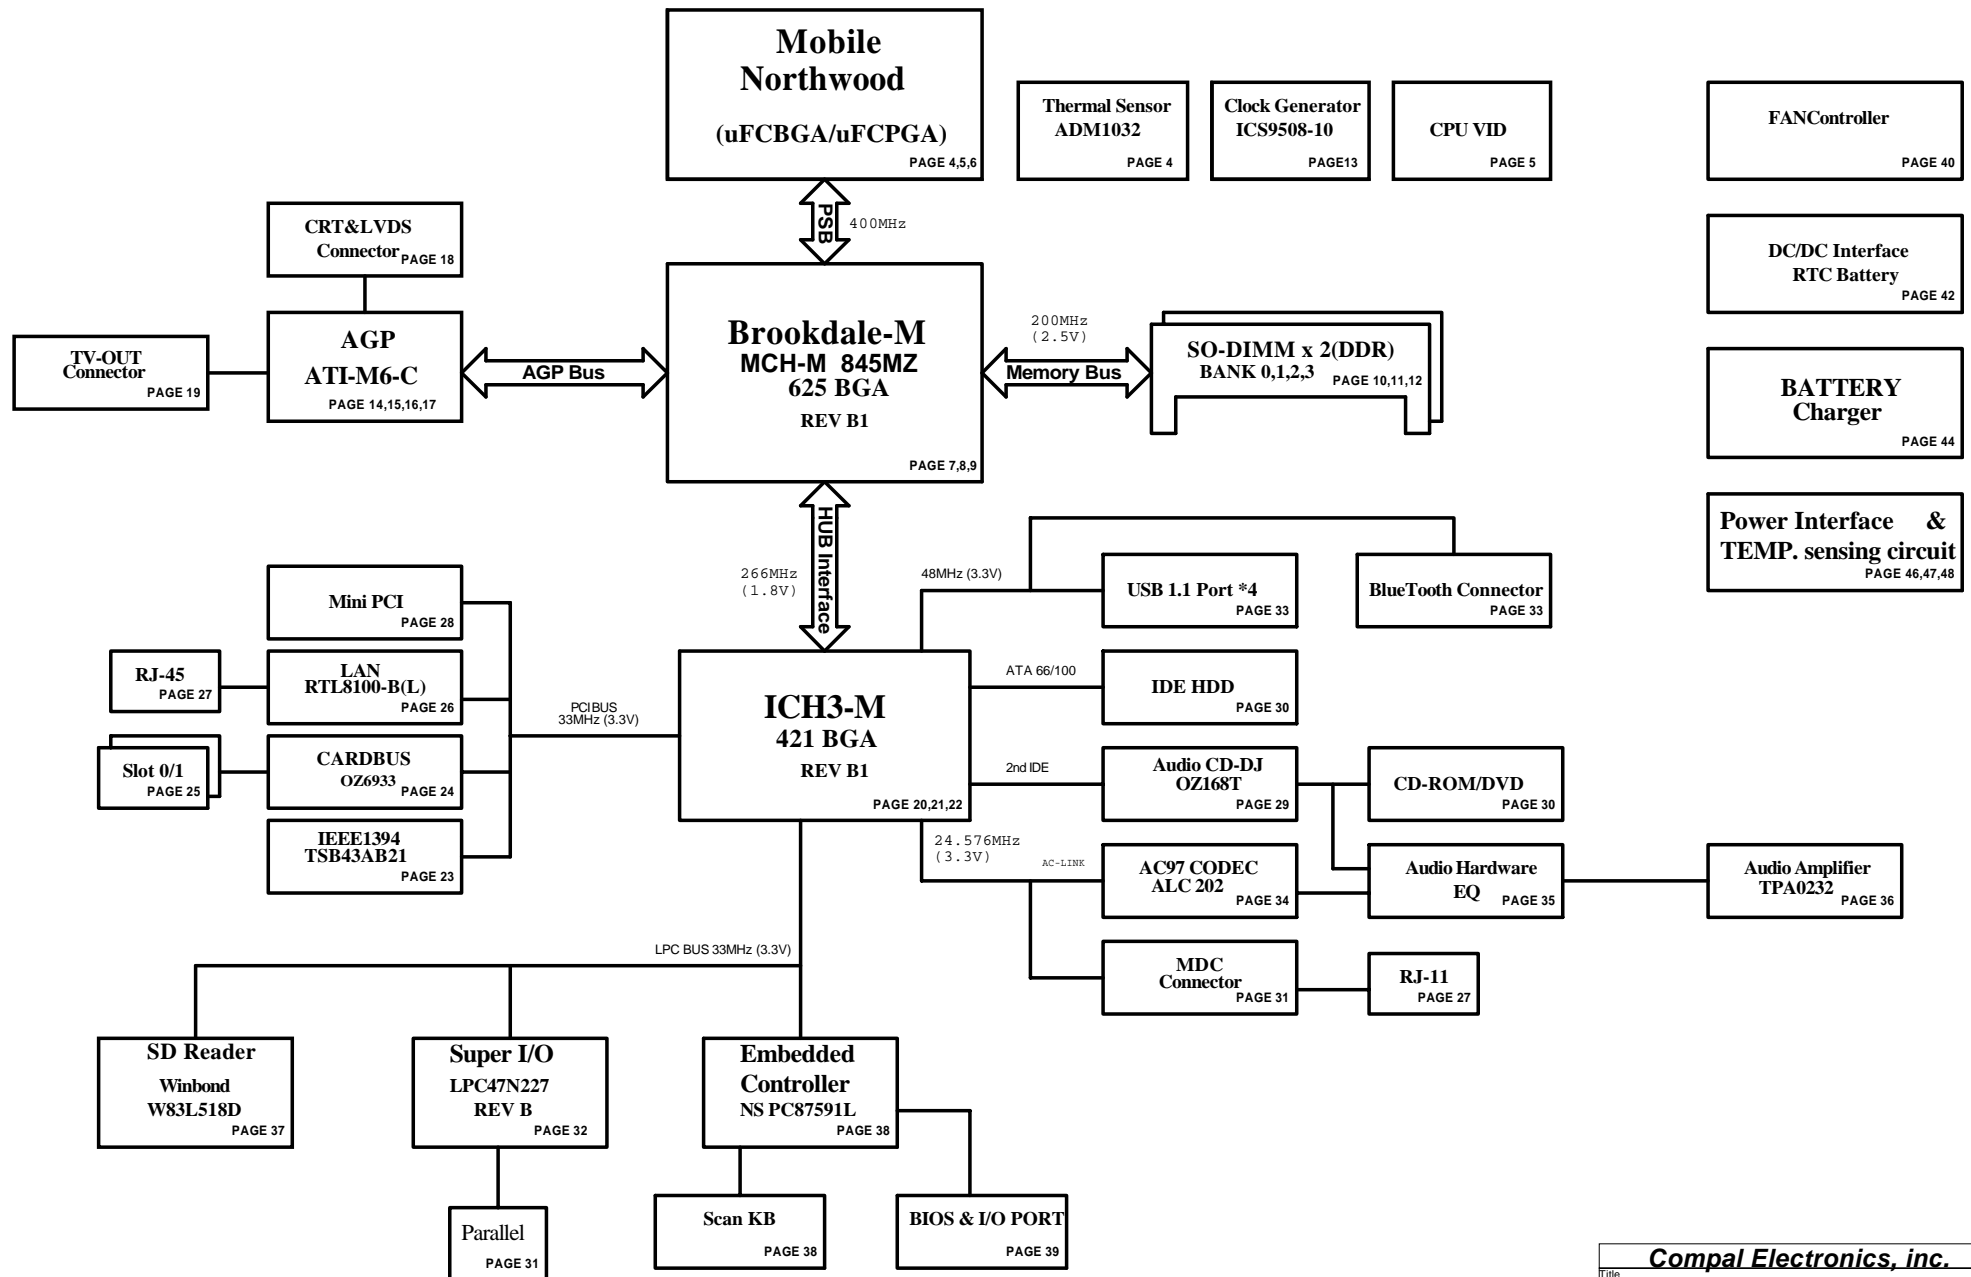 Mobile
Northwood
(uFCBGA/uFCPGA)
PAGE 4,5,6
Thermal Sensor
ADM1032
PAGE 4
Clock Generator
ICS9508-10
PAGE13
CPU VID
PAGE 5
FANController
PAGE 40
PSB
400MHz
CRT&LVDS
Connector
PAGE 18
DC/DC Interface
RTC Battery
PAGE 42
TV-OUT
Connector
PAGE 19
AGP
ATI-M6-C
PAGE 14,15,16,17
AGP Bus
Brookdale-M
MCH-M 845MZ
625 BGA
REV B1
PAGE 7,8,9
200MHz
(2.5V)
Memory Bus
SO-DIMM x 2(DDR)
BANK 0,1,2,3
PAGE 10,11,12
BATTERY
Charger
PAGE 44
Power Interface &
TEMP. sensing circuit
PAGE 46,47,48
HUB Interface
266MHz
(1.8V)
48MHz (3.3V)
USB 1.1 Port *4
PAGE 33
BlueTooth Connector
PAGE 33
Mini PCI
PAGE 28
RJ-45
PAGE 27
LAN
RTL8100-B(L)
PAGE 26
PCIBUS
33MHz (3.3V)
ICH3-M
421 BGA
REV B1
PAGE 20,21,22
ATA 66/100
IDE HDD
PAGE 30
Slot 0/1
PAGE 25
CARDBUS
OZ6933
PAGE 24
2nd IDE
Audio CD-DJ
OZ168T
PAGE 29
CD-ROM/DVD
PAGE 30
IEEE1394
TSB43AB21
PAGE 23
24.576MHz
(3.3V)
AC-LINK
AC97 CODEC
ALC 202
PAGE 34
Audio Hardware
EQ
PAGE 35
Audio Amplifier
TPA0232
PAGE 36
LPC BUS 33MHz (3.3V)
MDC
Connector
PAGE 31
RJ-11
PAGE 27
SD Reader
Winbond
W83L518D
PAGE 37
Super I/O
LPC47N227
REV B
PAGE 32
Embedded
Controller
NS PC87591L
PAGE 38
Parallel
PAGE 31
Scan KB
PAGE 38
BIOS & I/O PORT
PAGE 39
Compal Electronics, inc.
Title